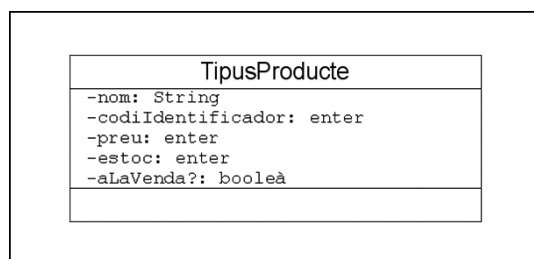 TipusProducte
-nom: String
-codiIdentificador: enter
-preu: enter
-estoc: enter
-aLaVenda?: booleà